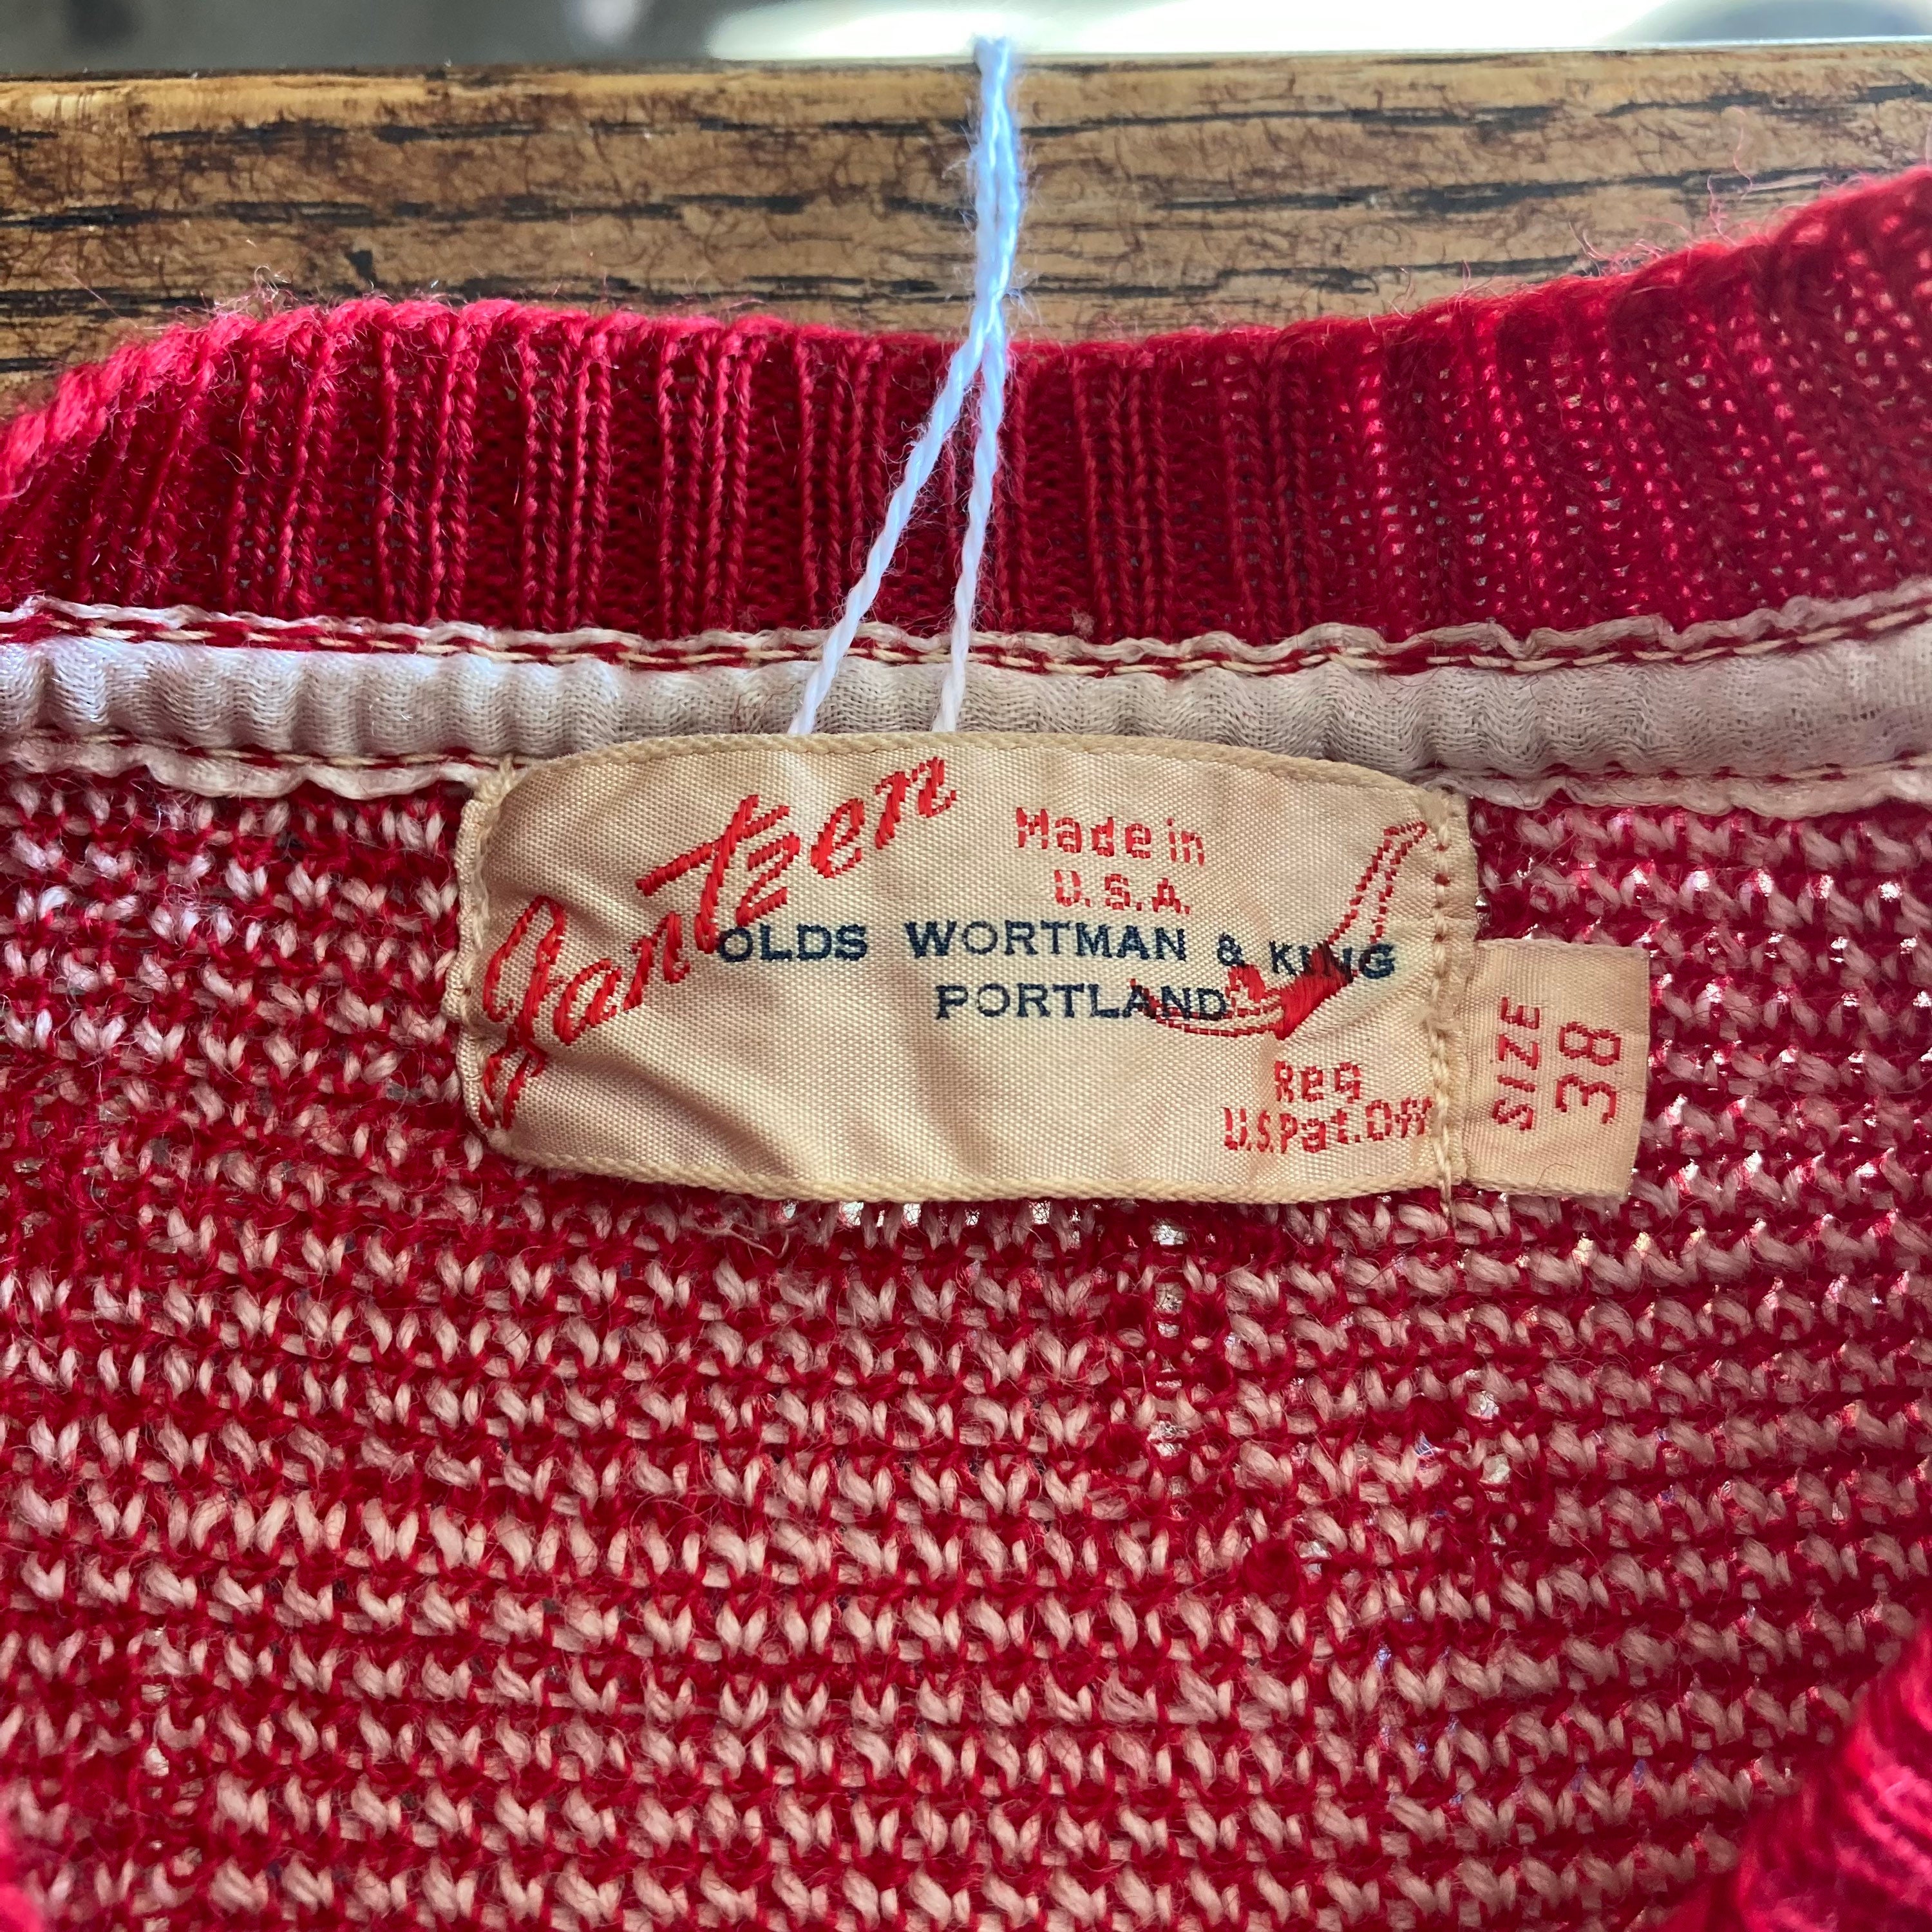 Jantzen
Made in
U.S.A.
OLDS WORTMAN & KING
PORTLAND
Reg
U.S.Pat.Off
SIZE
38